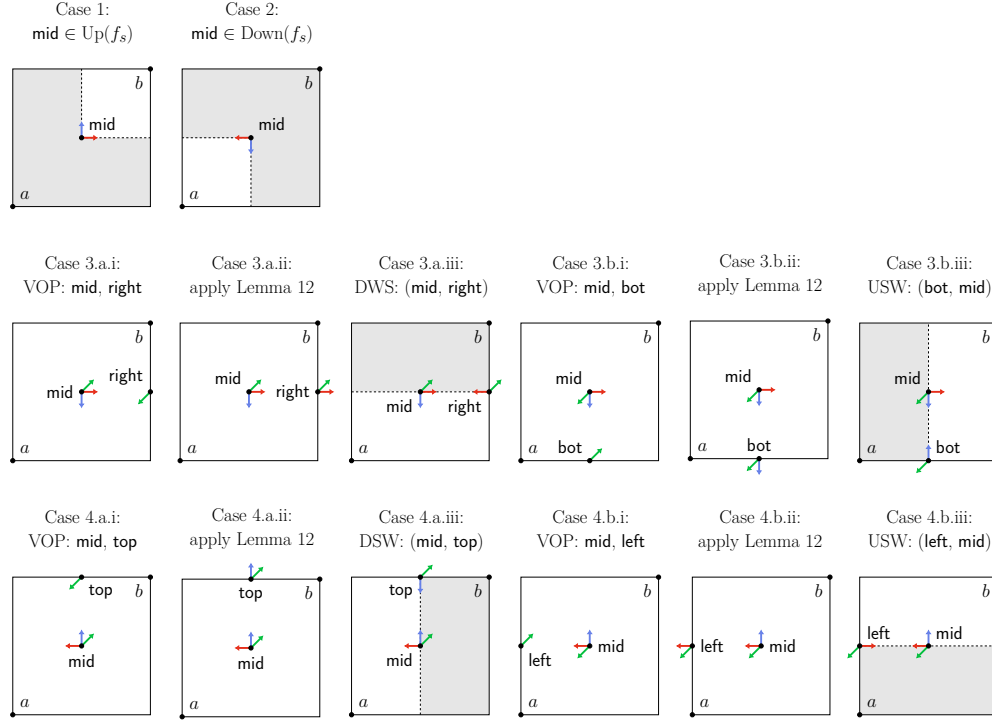 Case 1:
mid ∈ Up(f_s)
Case 2:
mid ∈ Down(f_s)
b
mid
a
b
mid
a
Case 3.a.i:
VOP: mid, right
Case 3.a.ii:
apply Lemma 12
Case 3.a.iii:
DWS: (mid, right)
Case 3.b.i:
VOP: mid, bot
Case 3.b.ii:
apply Lemma 12
Case 3.b.iii:
USW: (bot, mid)
b
right
mid
a
b
mid
right
a
b
mid
right
a
b
mid
bot
a
b
mid
bot
a
b
mid
bot
a
Case 4.a.i:
VOP: mid, top
Case 4.a.ii:
apply Lemma 12
Case 4.a.iii:
DSW: (mid, top)
Case 4.b.i:
VOP: mid, left
Case 4.b.ii:
apply Lemma 12
Case 4.b.iii:
USW: (left, mid)
top
b
mid
a
top
b
mid
a
top
b
mid
a
b
left
mid
a
b
left
mid
a
b
left
mid
a